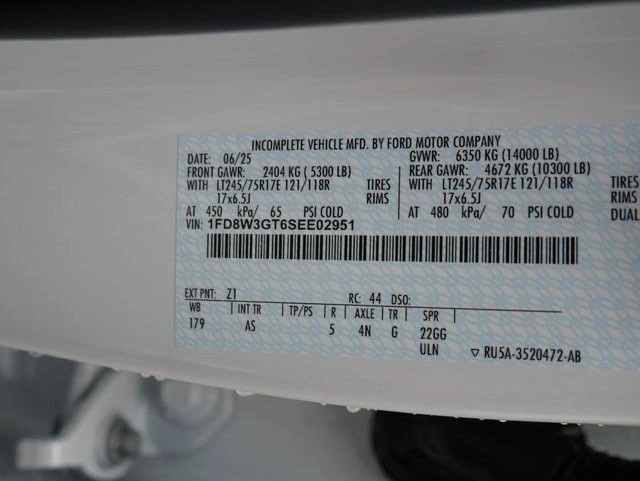 INCOMPLETE VEHICLE MFD. BY FORD MOTOR COMPANY
DATE: 06/25 GVWR: 6350 KG (14000 LB)
FRONT GAWR: 2404 KG ( 5300 LB) REAR GAWR: 4672 KG (10300 LB)
WITH LT245/75R17E 121/118R TIRES WITH LT245/75R17E 121/118R TIRES
17x6.5J RIMS 17x6.5J RIMS
AT 450 kPa/ 65 PSI COLD AT 480 kPa/ 70 PSI COLD DUAL
VIN: 1FD8W3GT6SEE02951
EXT PNT: Z1 RC: 44 DSO:
WB INT TR TP/PS R AXLE TR SPR
179 AS 5 4N G 22GG
ULN ▽ RU5A-3520472-AB